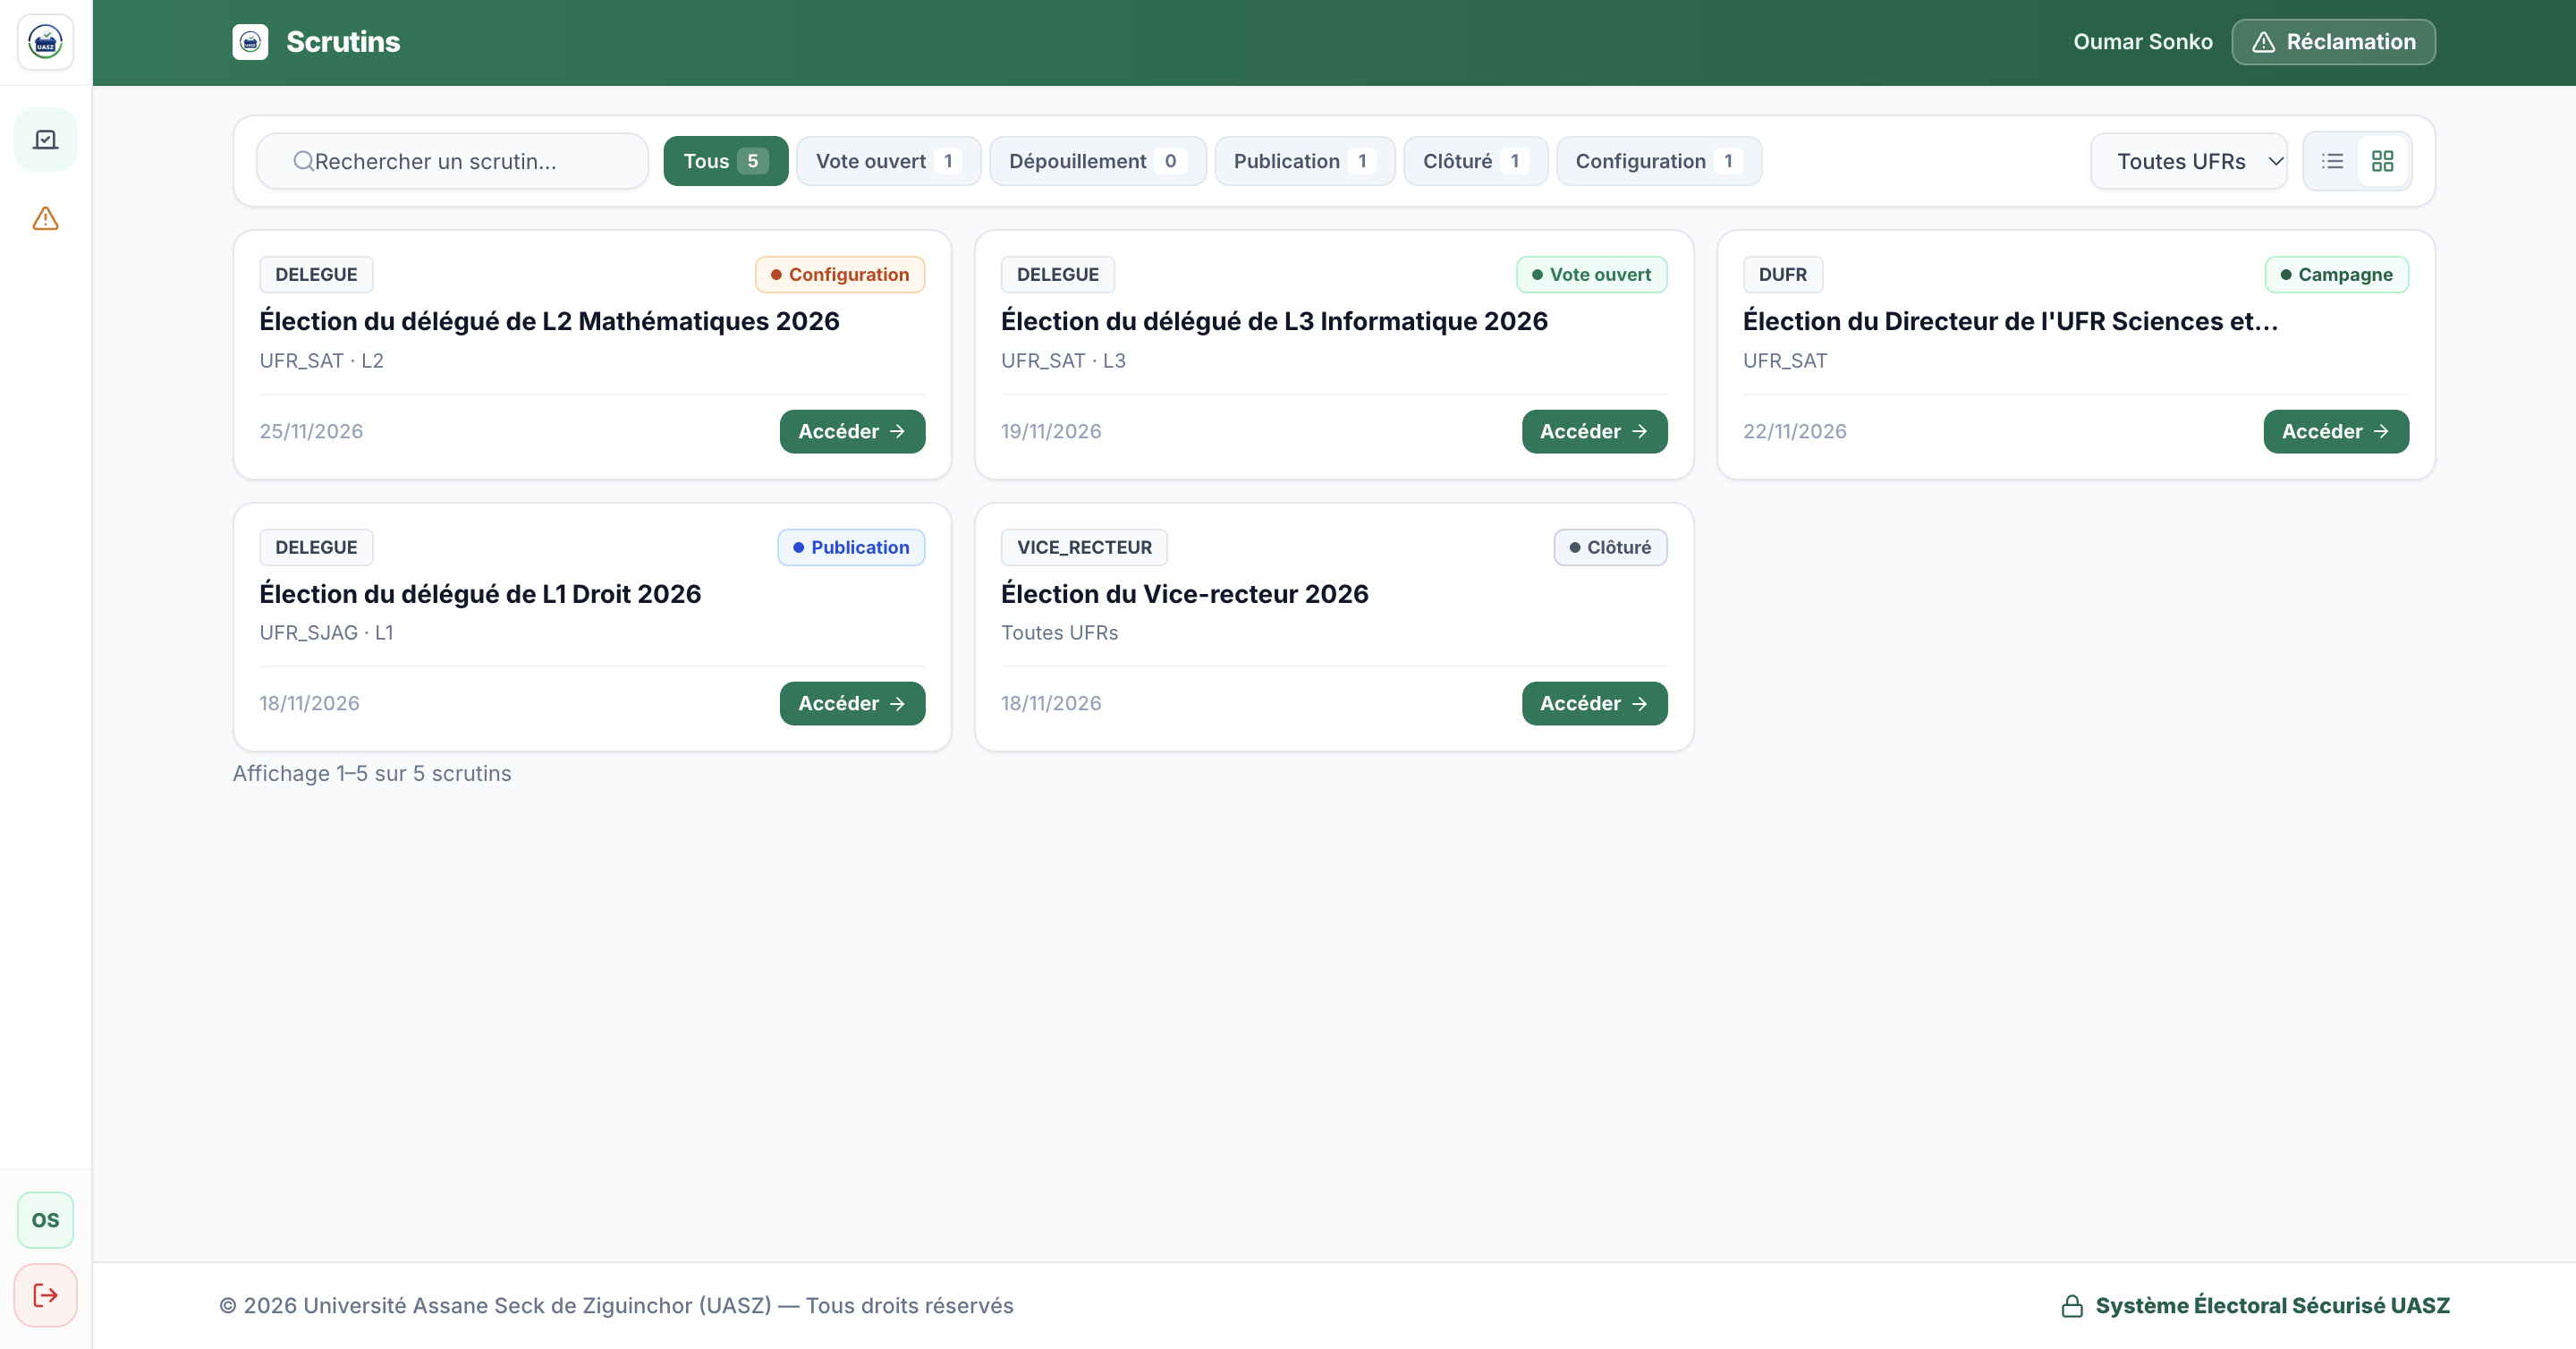 UASZ
Scrutins
Oumar Sonko
Réclamation
Rechercher un scrutin...
Tous 5
Vote ouvert 1
Dépouillement 0
Publication 1
Clôturé 1
Configuration 1
Toutes UFRs
DELEGUE
Configuration
Élection du délégué de L2 Mathématiques 2026
UFR_SAT · L2
25/11/2026
Accéder →
DELEGUE
Vote ouvert
Élection du délégué de L3 Informatique 2026
UFR_SAT · L3
19/11/2026
Accéder →
DUFR
Campagne
Élection du Directeur de l'UFR Sciences et...
UFR_SAT
22/11/2026
Accéder →
DELEGUE
Publication
Élection du délégué de L1 Droit 2026
UFR_SJAG · L1
18/11/2026
Accéder →
VICE_RECTEUR
Clôturé
Élection du Vice-recteur 2026
Toutes UFRs
18/11/2026
Accéder →
Affichage 1–5 sur 5 scrutins
OS
© 2026 Université Assane Seck de Ziguinchor (UASZ) — Tous droits réservés
Système Électoral Sécurisé UASZ